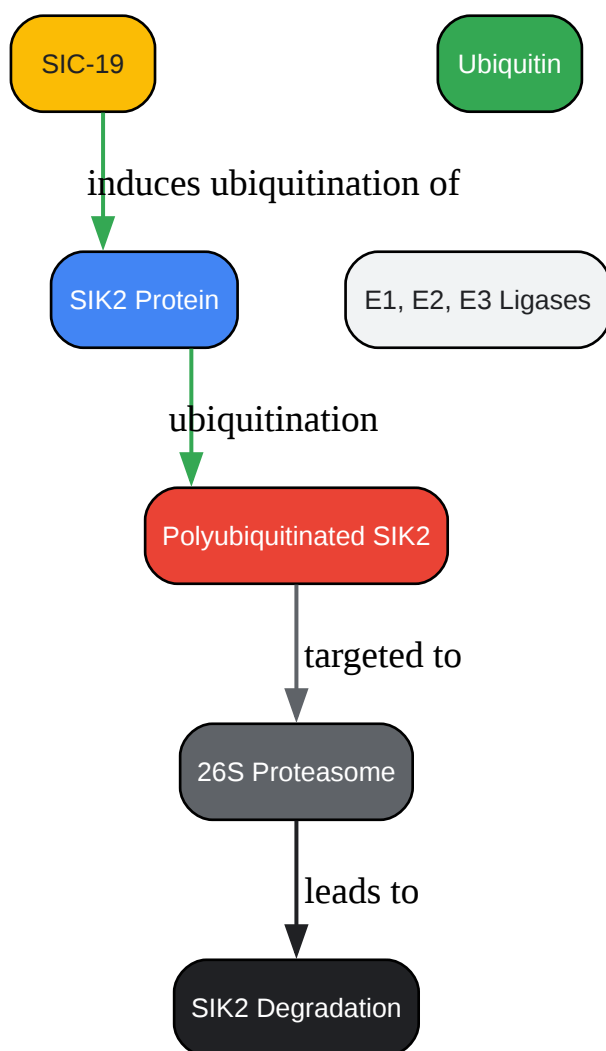 SIC-19
Ubiquitin
induces ubiquitination of
SIK2 Protein
E1, E2, E3 Ligases
ubiquitination
Polyubiquitinated SIK2
targeted to
26S Proteasome
leads to
SIK2 Degradation